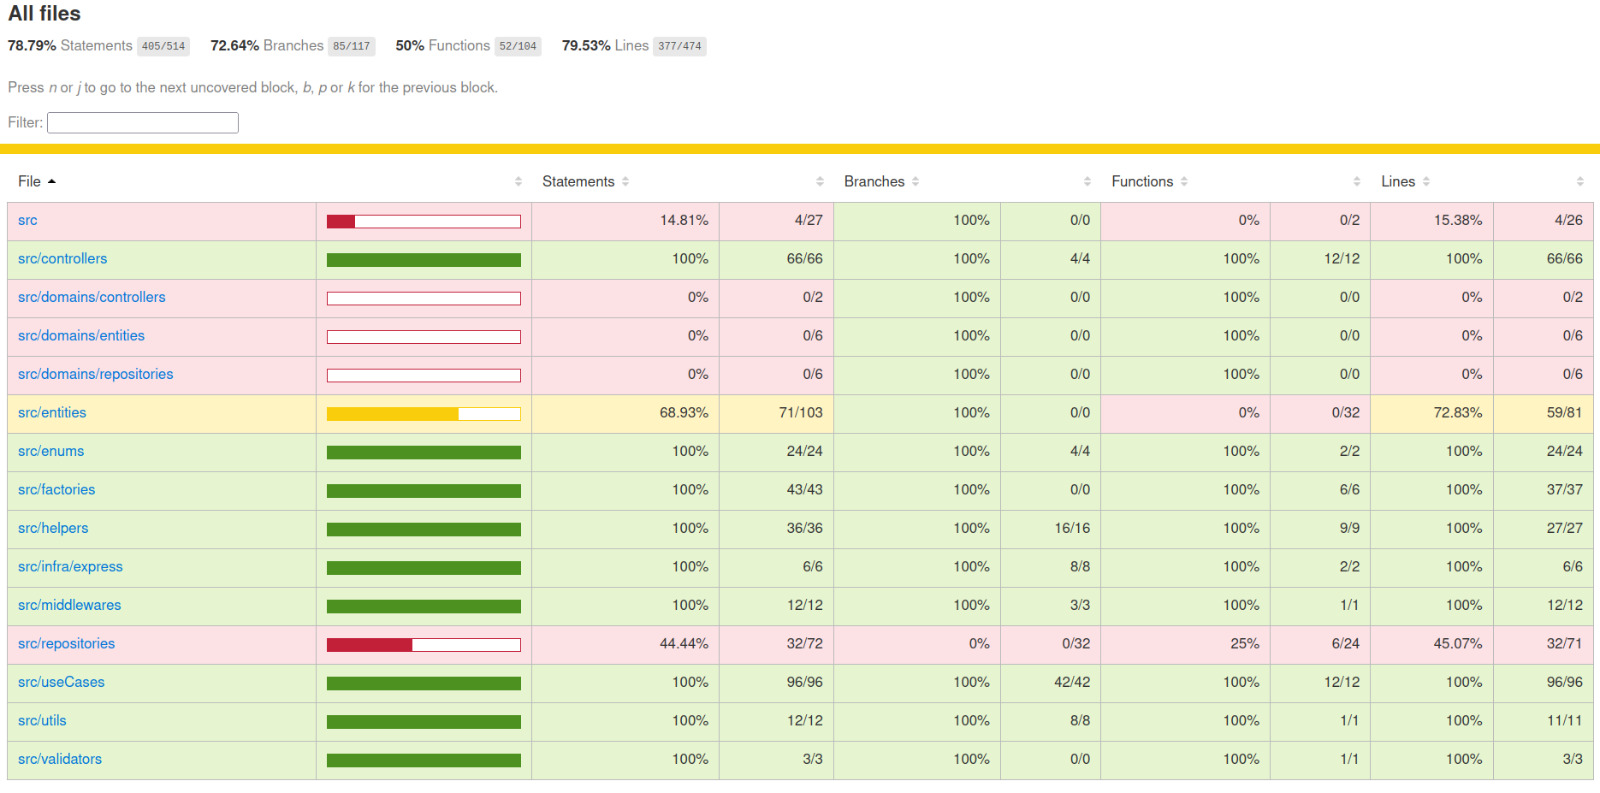 All files
78.79% Statements 405/514 72.64% Branches 85/117 50% Functions 52/104 79.53% Lines 377/474
Press n or j to go to the next uncovered block, b, p or k for the previous block.
Filter:
File Statements Branches Functions Lines
src 14.81% 4/27 100% 0/0 0% 0/2 15.38% 4/26
src/controllers 100% 66/66 100% 4/4 100% 12/12 100% 66/66
src/domains/controllers 0% 0/2 100% 0/0 100% 0/0 0% 0/2
src/domains/entities 0% 0/6 100% 0/0 100% 0/0 0% 0/6
src/domains/repositories 0% 0/6 100% 0/0 100% 0/0 0% 0/6
src/entities 68.93% 71/103 100% 0/0 0% 0/32 72.83% 59/81
src/enums 100% 24/24 100% 4/4 100% 2/2 100% 24/24
src/factories 100% 43/43 100% 0/0 100% 6/6 100% 37/37
src/helpers 100% 36/36 100% 16/16 100% 9/9 100% 27/27
src/infra/express 100% 6/6 100% 8/8 100% 2/2 100% 6/6
src/middlewares 100% 12/12 100% 3/3 100% 1/1 100% 12/12
src/repositories 44.44% 32/72 0% 0/32 25% 6/24 45.07% 32/71
src/useCases 100% 96/96 100% 42/42 100% 12/12 100% 96/96
src/utils 100% 12/12 100% 8/8 100% 1/1 100% 11/11
src/validators 100% 3/3 100% 0/0 100% 1/1 100% 3/3